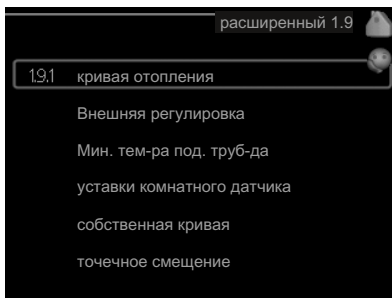 расширенный 1.9
1.9.1 кривая отопления
Внешняя регулировка
Мин. тем-ра под. труб-да
уставки комнатного датчика
собственная кривая
точечное смещение